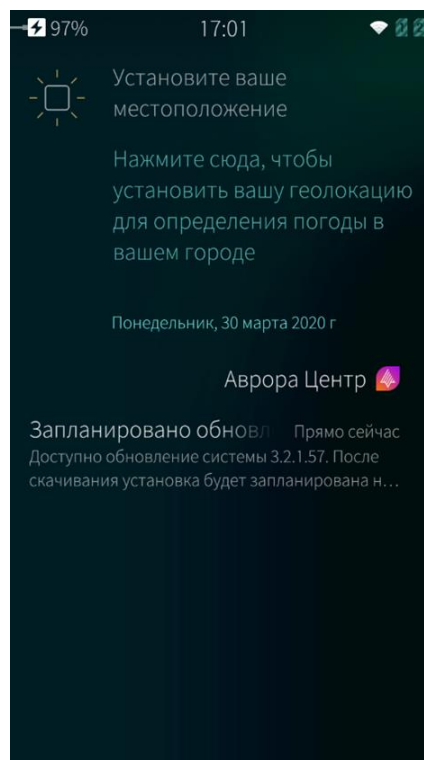 97% 17:01
Установите ваше
местоположение
Нажмите сюда, чтобы
установить вашу геолокацию
для определения погоды в
вашем городе
Понедельник, 30 марта 2020 г
Аврора Центр
Запланировано обновл Прямо сейчас
Доступно обновление системы 3.2.1.57. После
скачивания установка будет запланирована н...